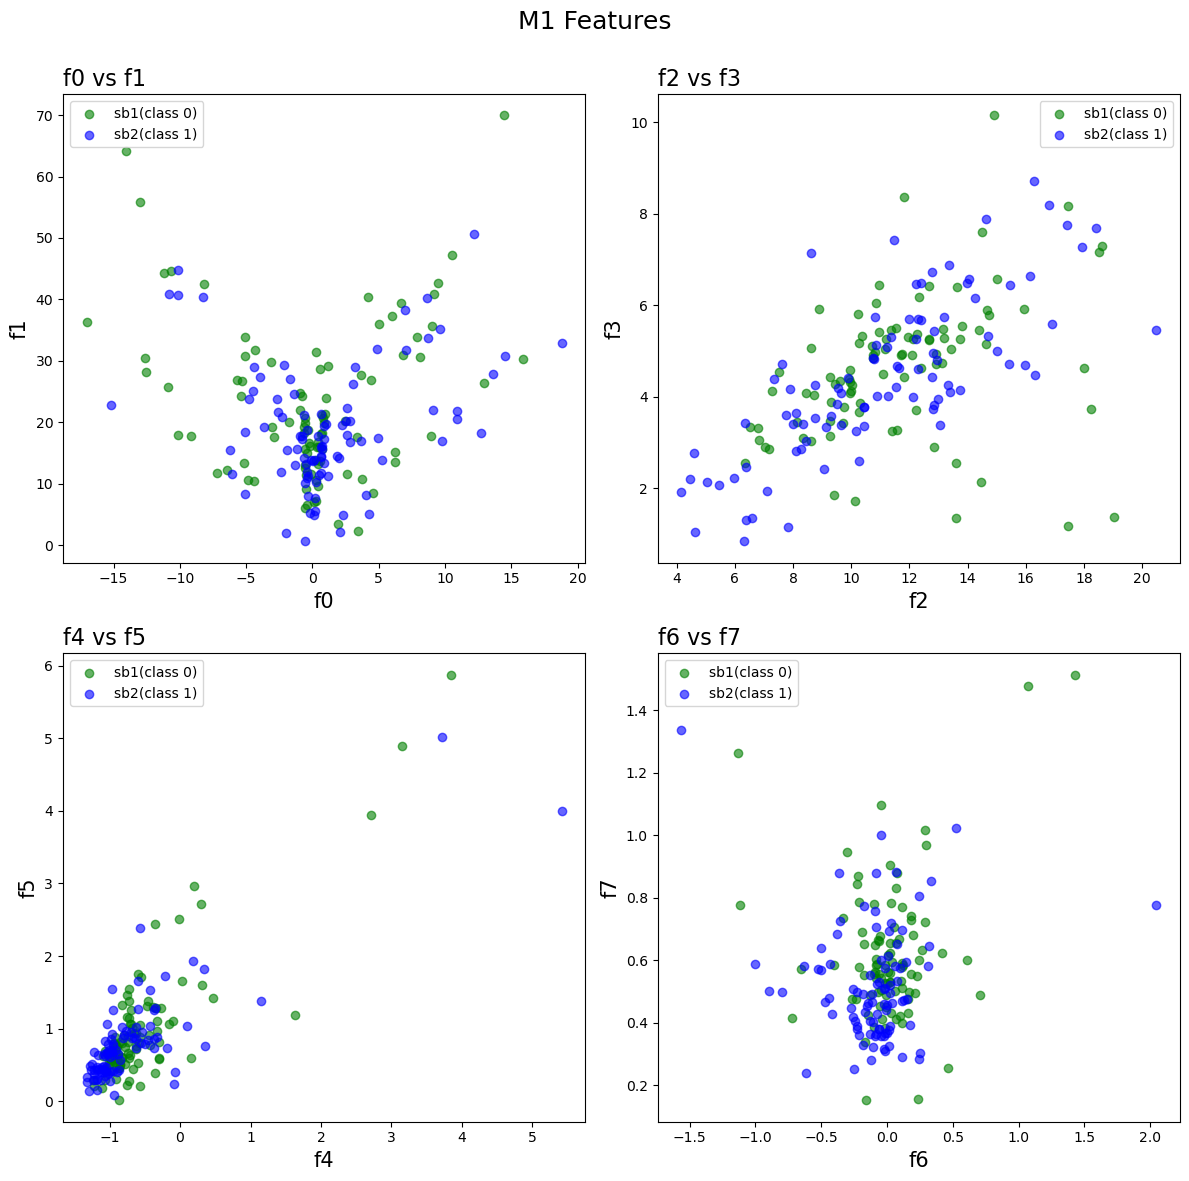 M1 Features
f0 vs f1
sb1(class 0)
sb2(class 1)
70
60
50
40
30
20
10
0
f1
−15
−10
−5
0
5
10
15
20
f0
f2 vs f3
sb1(class 0)
sb2(class 1)
10
8
6
4
2
f3
4
6
8
10
12
14
16
18
20
f2
f4 vs f5
sb1(class 0)
sb2(class 1)
6
5
4
3
2
1
0
f5
−1
0
1
2
3
4
5
f4
f6 vs f7
sb1(class 0)
sb2(class 1)
1.4
1.2
1.0
0.8
0.6
0.4
0.2
f7
−1.5
−1.0
−0.5
0.0
0.5
1.0
1.5
2.0
f6